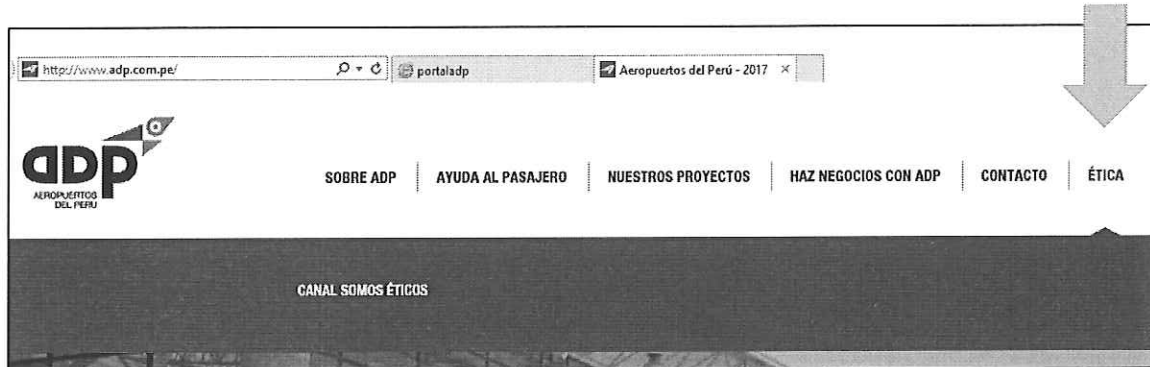 http://www.adp.com.pe/ portaladp Aeropuertos del Perú - 2017
adp
AEROPUERTOS
DEL PERU
SOBRE ADP AYUDA AL PASAJERO NUESTROS PROYECTOS HAZ NEGOCIOS CON ADP CONTACTO ÉTICA
CANAL SOMOS ÉTICOS